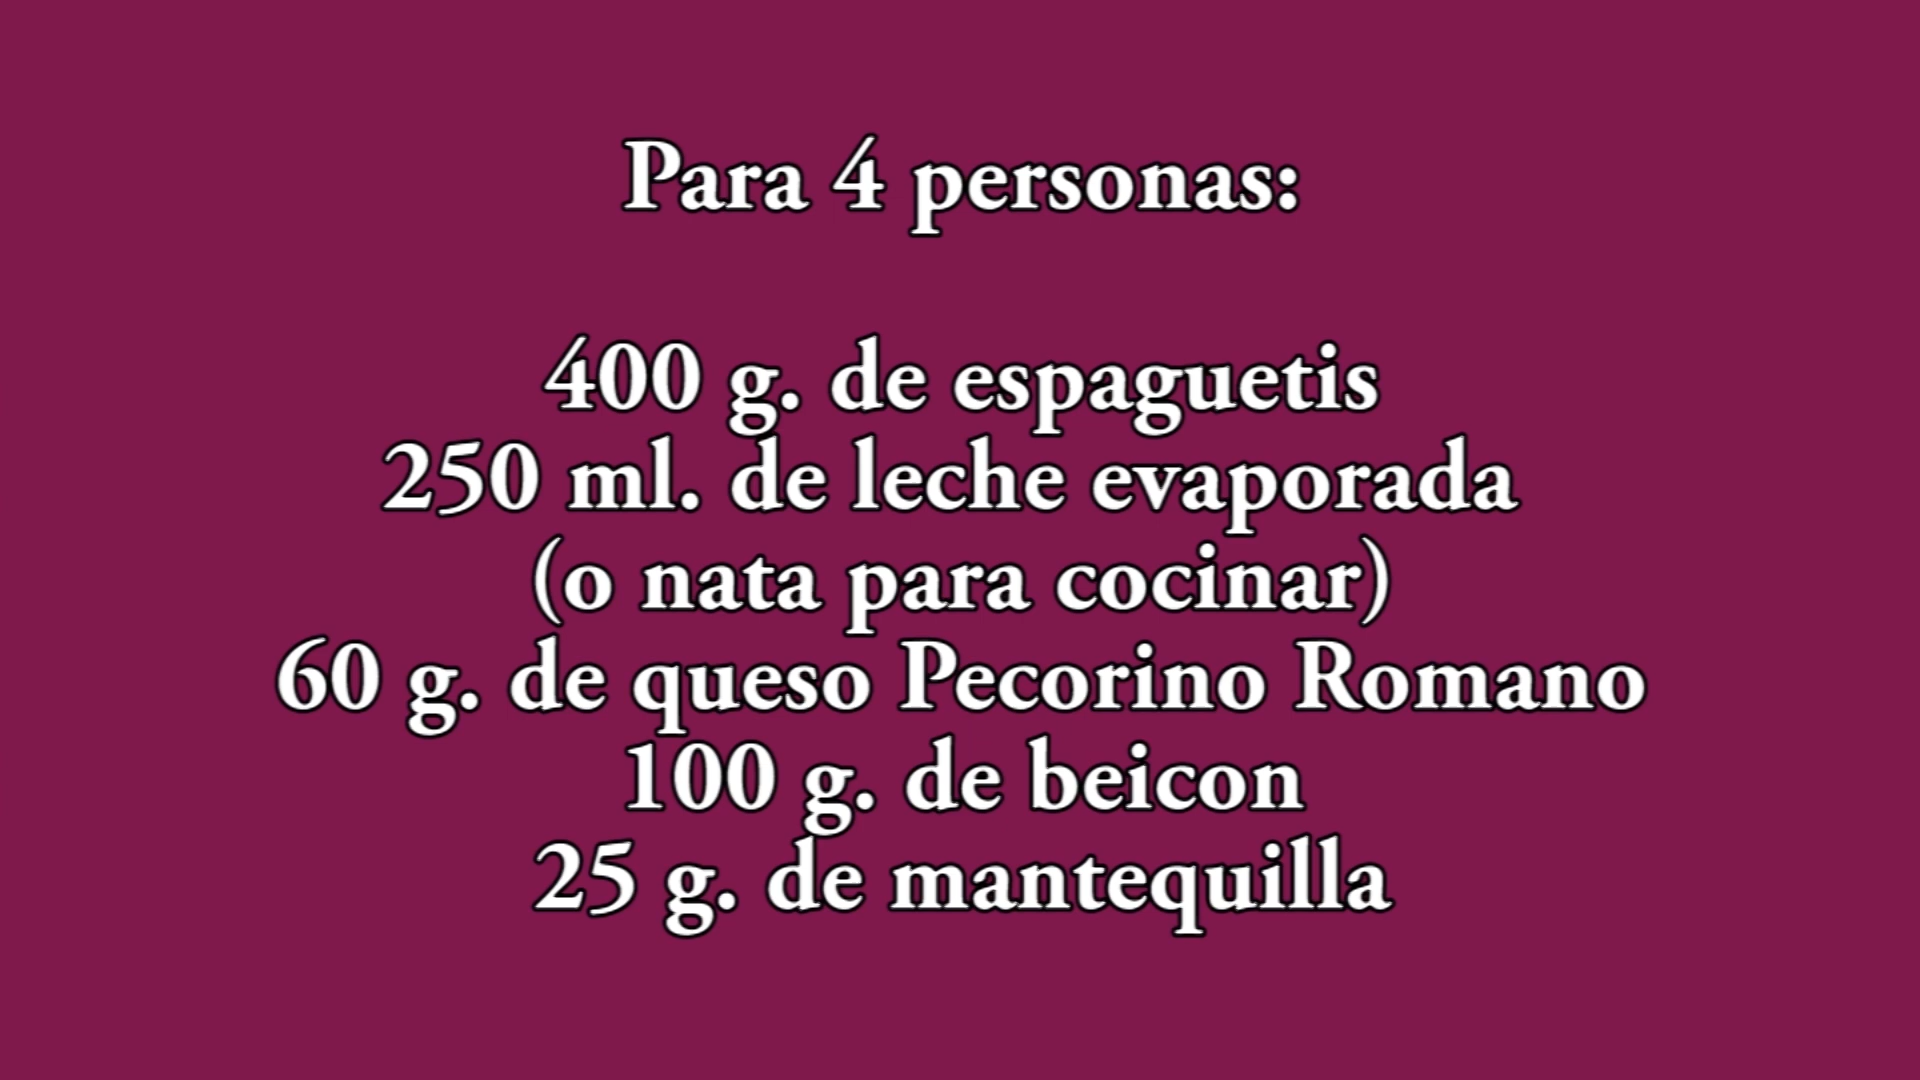 Para 4 personas:
400 g. de espaguetis
250 ml. de leche evaporada
(o nata para cocinar)
60 g. de queso Pecorino Romano
100 g. de beicon
25 g. de mantequilla